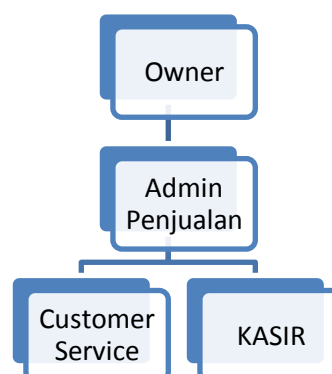 Owner
Admin
Penjualan
Customer
Service
KASIR